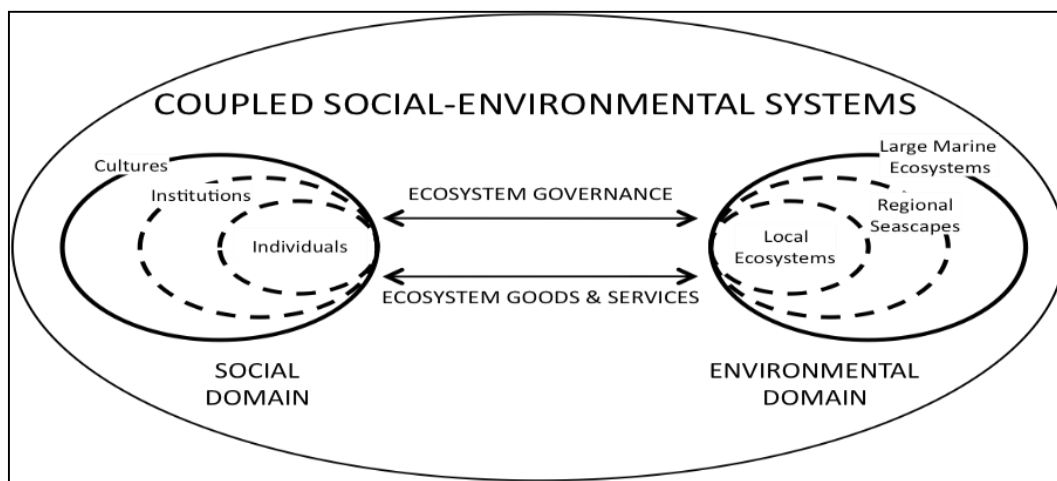 COUPLED SOCIAL-ENVIRONMENTAL SYSTEMS
Cultures
Institutions
Individuals
ECOSYSTEM GOVERNANCE
ECOSYSTEM GOODS & SERVICES
Large Marine
Ecosystems
Regional
Seascapes
Local
Ecosystems
SOCIAL
DOMAIN
ENVIRONMENTAL
DOMAIN